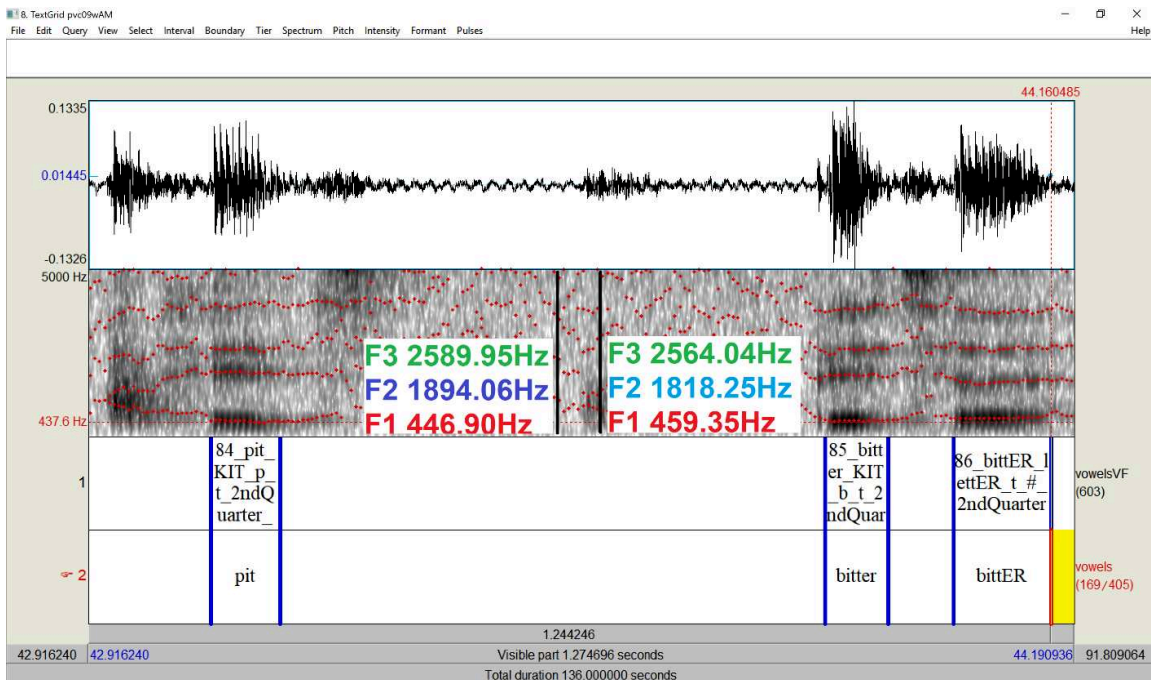 8. TextGrid pvc09wAM
File Edit Query View Select Interval Boundary Tier Spectrum Pitch Intensity Formant Pulses Help
44.160485
0.1335
0.01445
-0.1326
5000 Hz
F3 2589.95Hz
F2 1894.06Hz
F1 446.90Hz
F3 2564.04Hz
F2 1818.25Hz
F1 459.35Hz
437.6 Hz
1
84_pit_
KIT_p_
t_2ndQ
uarter_
85_bitt
er_KIT
_b_t_2
ndQuar
86_bittER_l
ettER_t_#_
2ndQuarter
vowelsVF
(603)
2
pit
bitter
bittER
vowels
(169/405)
1.244246
42.916240 42.916240 Visible part 1.274696 seconds 44.190936 91.809064
Total duration 136.000000 seconds